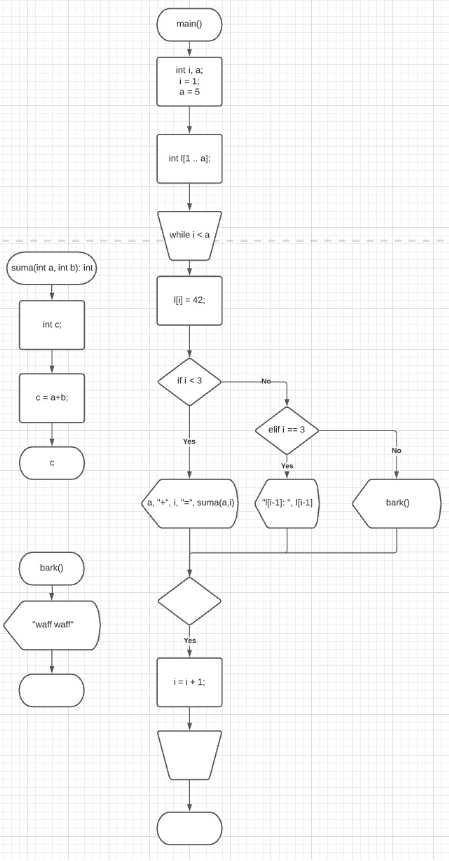 main()
int i, a;
i = 1;
a = 5
int l[1 .. a];
while i < a
suma(int a, int b): int
l[i] = 42;
int c;
if i < 3
No
c = a+b;
elif i == 3
Yes
No
c
Yes
a, "+", i, "=", suma(a,i)
"l[i-1]: ", l[i-1]
bark()
bark()
"waff waff"
Yes
i = i + 1;